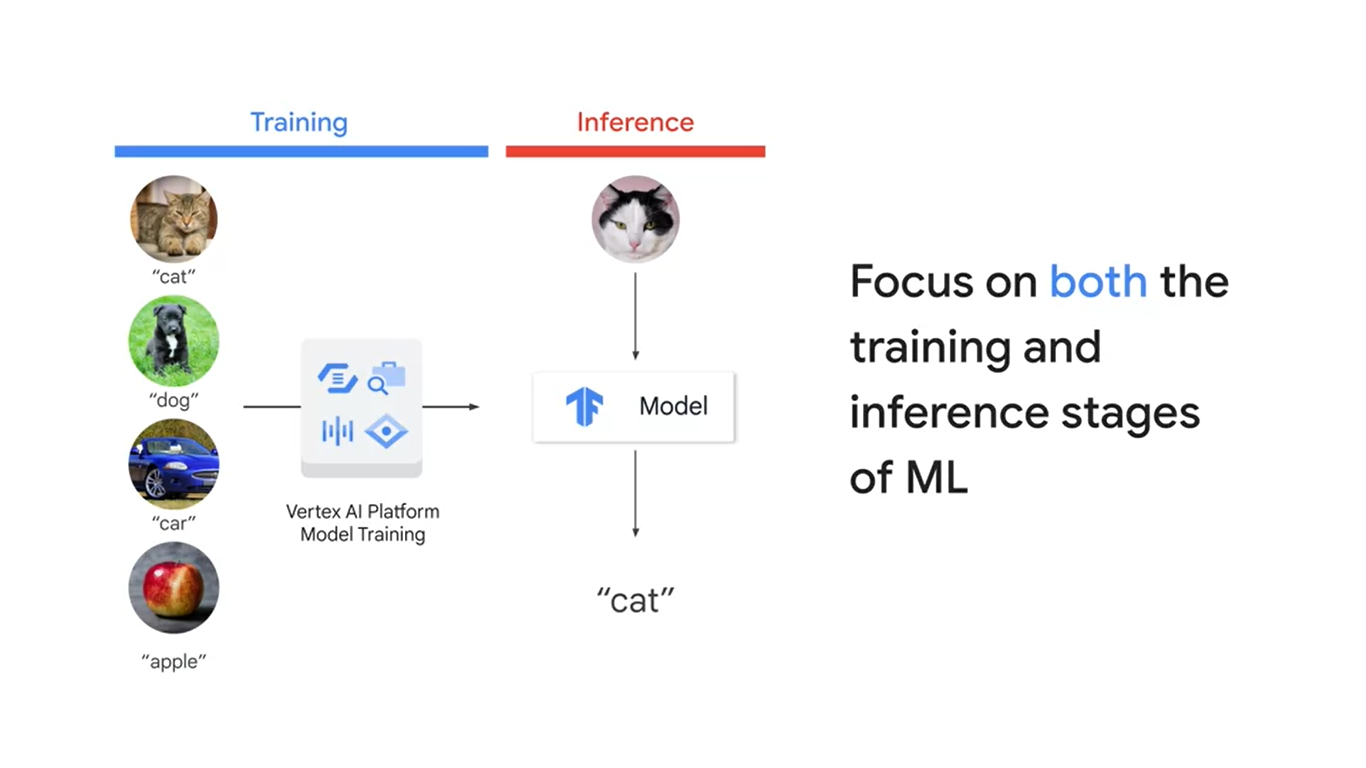 Training
“cat”
“dog”
“car”
“apple”
Vertex AI Platform
Model Training
Inference
Model
“cat”
Focus on both the
training and
inference stages
of ML